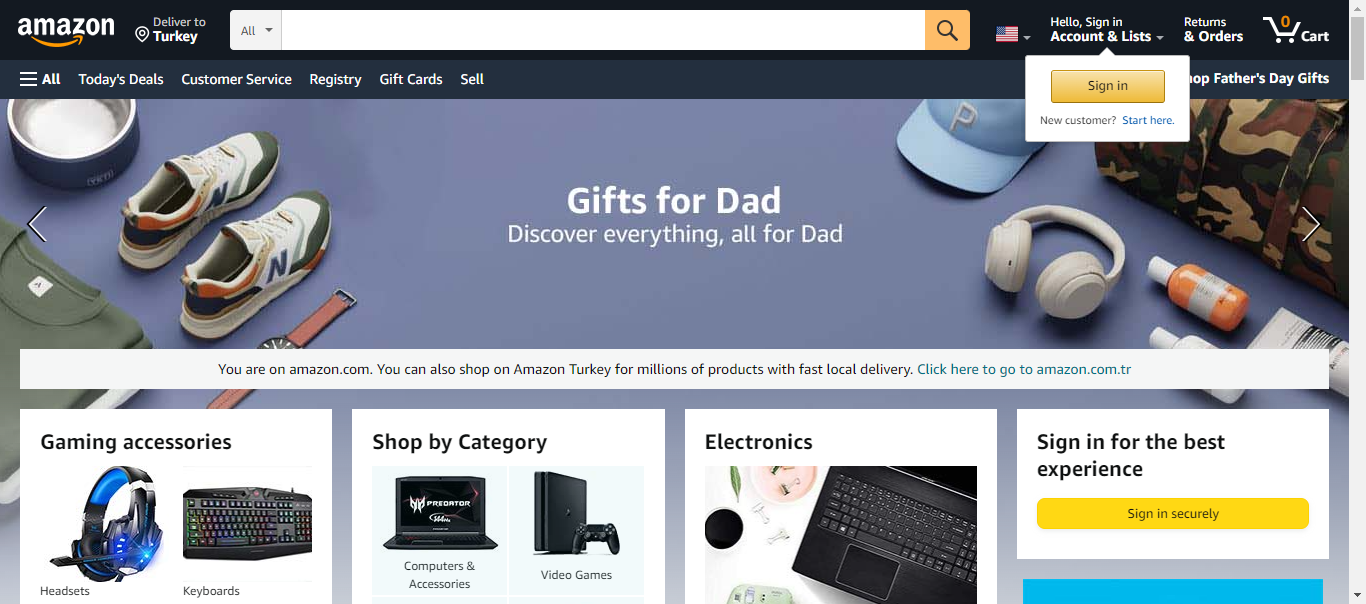 amazon
Deliver to
Turkey
All
Hello, Sign in
Account & Lists
Returns
& Orders
0
Cart
All
Today's Deals
Customer Service
Registry
Gift Cards
Sell
hop Father's Day Gifts
Sign in
New customer? Start here.
YETI
P
N
N
A
Gifts for Dad
Discover everything, all for Dad
You are on amazon.com. You can also shop on Amazon Turkey for millions of products with fast local delivery. Click here to go to amazon.com.tr
Gaming accessories
Headsets
Keyboards
Shop by Category
PREDATOR
Computers &
Accessories
Video Games
Electronics
Sign in for the best
experience
Sign in securely